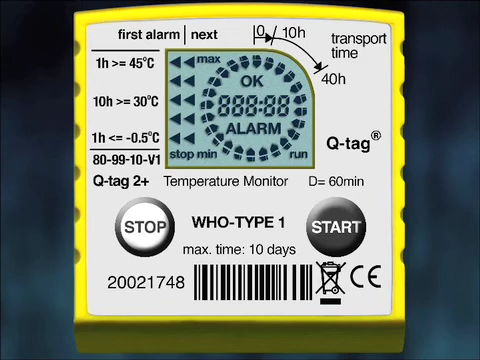 first alarm | next
0 / 10h
transport
time
40h
1h >= 45°C
10h >= 30°C
1h <= -0.5°C
80-99-10-V1
max
OK
888:88
ALARM
stop min
run
Q-tag®
Q-tag 2+ Temperature Monitor D= 60min
STOP
WHO-TYPE 1
START
max. time: 10 days
20021748
CE